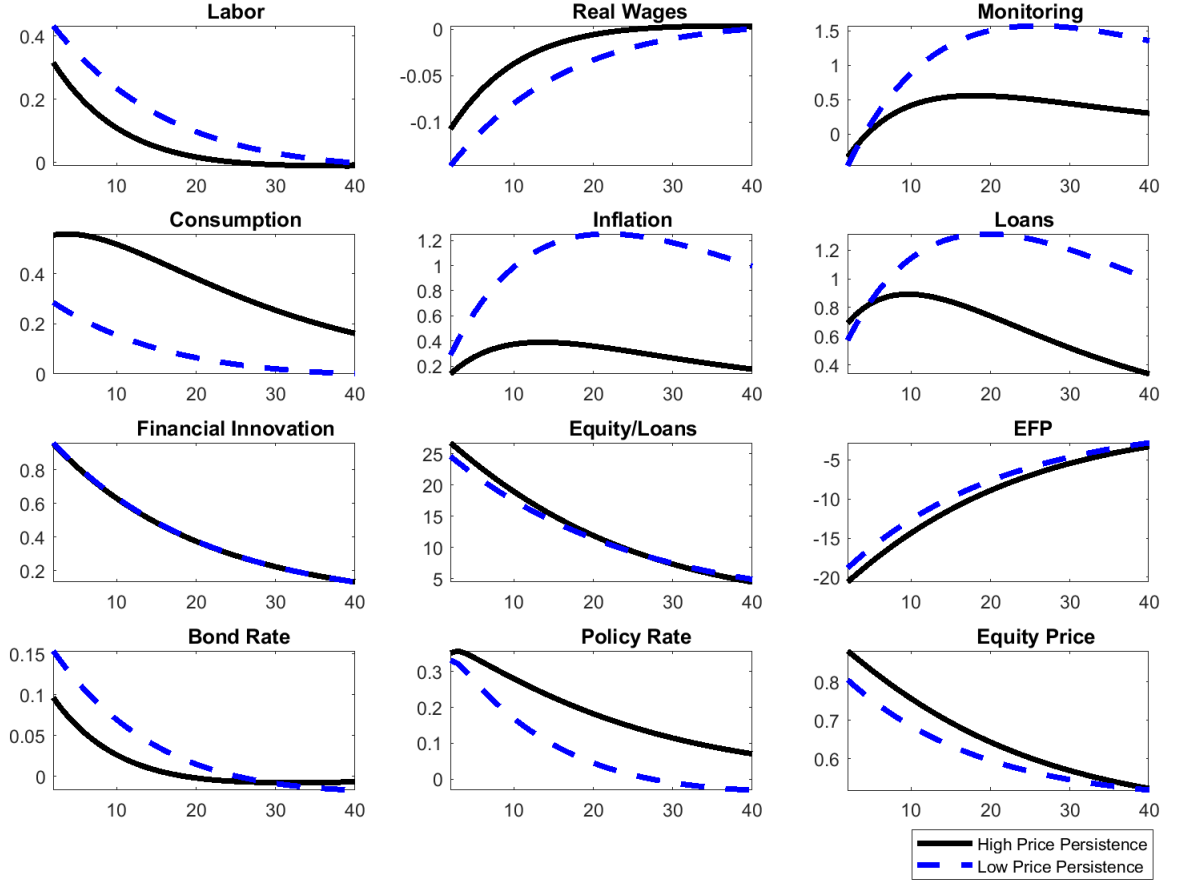 Labor
0.4
0.2
0
10 20 30 40
Real Wages
0
-0.05
-0.1
10 20 30 40
Monitoring
1.5
1
0.5
0
10 20 30 40
Consumption
0.4
0.2
0
10 20 30 40
Inflation
1.2
1
0.8
0.6
0.4
0.2
10 20 30 40
Loans
1.2
1
0.8
0.6
0.4
10 20 30 40
Financial Innovation
0.8
0.6
0.4
0.2
10 20 30 40
Equity/Loans
25
20
15
10
5
10 20 30 40
EFP
-5
-10
-15
-20
10 20 30 40
Bond Rate
0.15
0.1
0.05
0
10 20 30 40
Policy Rate
0.3
0.2
0.1
0
10 20 30 40
Equity Price
0.8
0.7
0.6
10 20 30 40
High Price Persistence
Low Price Persistence